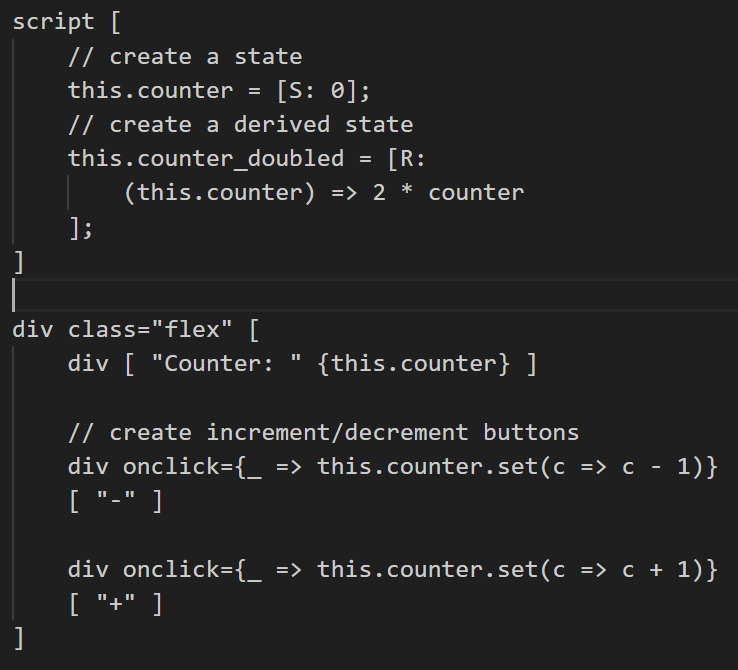 script [
    // create a state
    this.counter = [S: 0];
    // create a derived state
    this.counter_doubled = [R:
        (this.counter) => 2 * counter
    ];
]
div class="flex" [
    div [ "Counter: " {this.counter} ]
    // create increment/decrement buttons
    div onclick={_ => this.counter.set(c => c - 1)}
    [ "-" ]
    div onclick={_ => this.counter.set(c => c + 1)}
    [ "+" ]
]